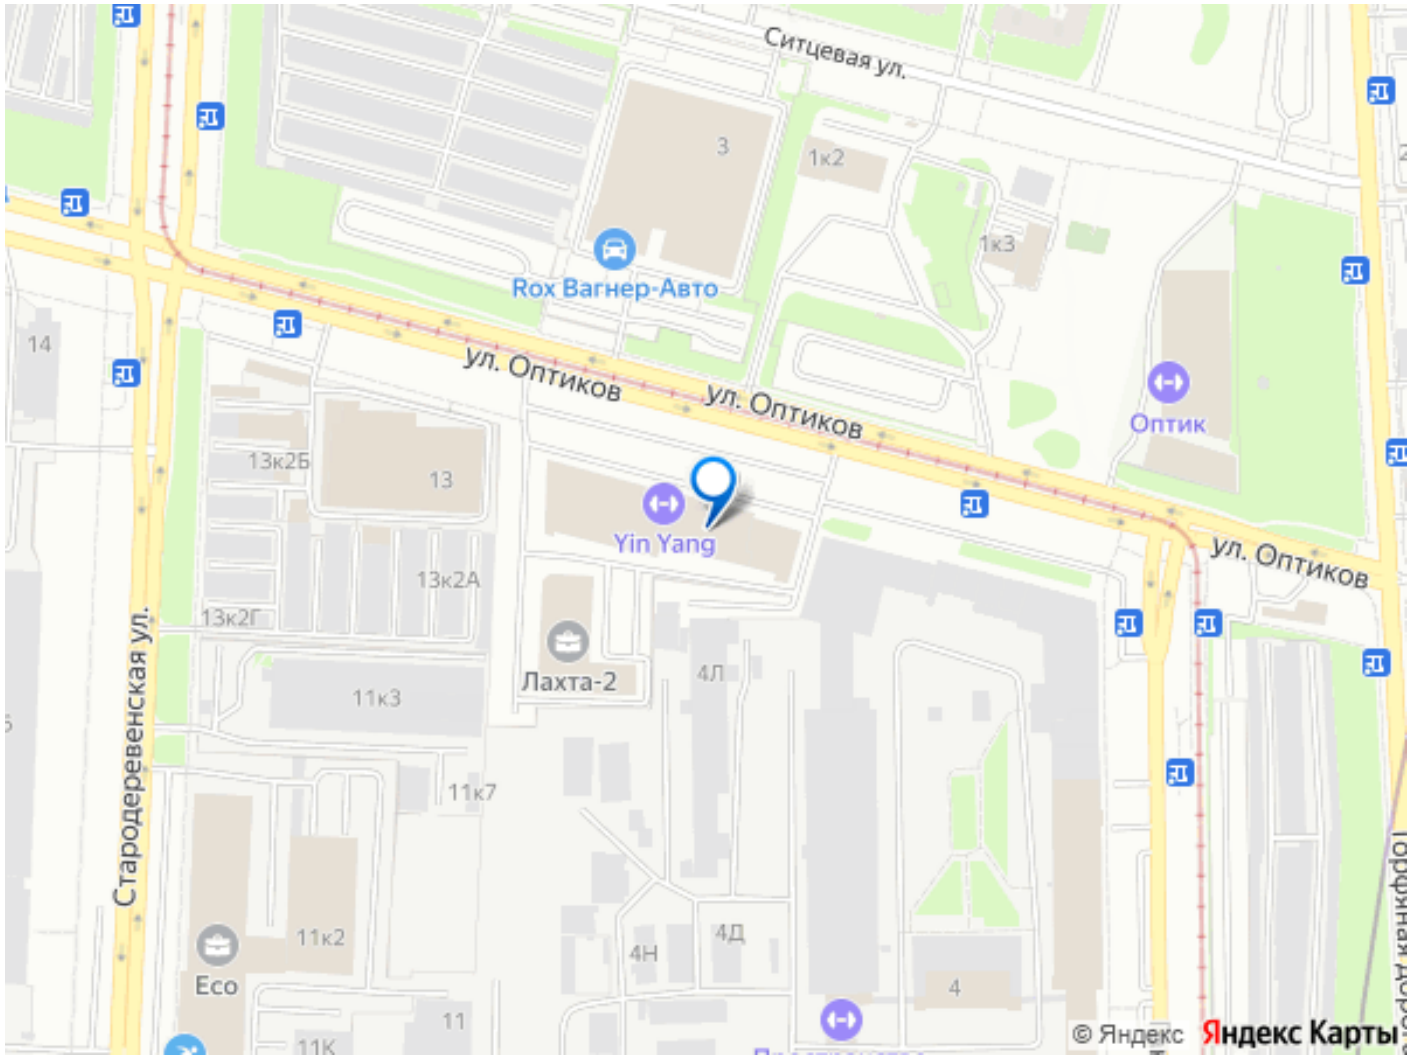 Ситцевая ул.
3
1к2
1к3
Rox Вагнер-Авто
14
ул. Оптиков
ул. Оптиков
Оптик
13к2Б
13
Yin Yang
ул. Оптиков
13к2А
13к2Г
Стародеревенская ул.
Лахта-2
4Л
11к3
11к7
11к2
4Н
4Д
Eco
4
11
11К
© Яндекс Яндекс Карты